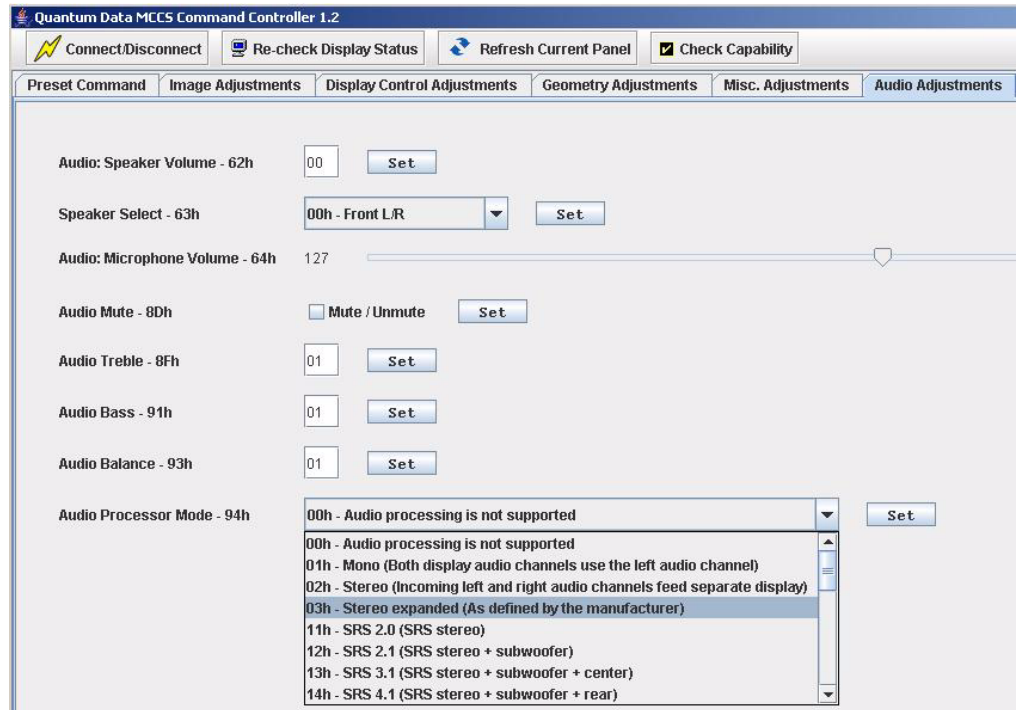 Quantum Data MCCS Command Controller 1.2
Connect/Disconnect Re-check Display Status Refresh Current Panel Check Capability
Preset Command Image Adjustments Display Control Adjustments Geometry Adjustments Misc. Adjustments Audio Adjustments
Audio: Speaker Volume - 62h 00 Set
Speaker Select - 63h 00h - Front L/R Set
Audio: Microphone Volume - 64h 127
Audio Mute - 8Dh Mute / Unmute Set
Audio Treble - 8Fh 01 Set
Audio Bass - 91h 01 Set
Audio Balance - 93h 01 Set
Audio Processor Mode - 94h 00h - Audio processing is not supported Set
00h - Audio processing is not supported
01h - Mono (Both display audio channels use the left audio channel)
02h - Stereo (Incoming left and right audio channels feed separate display)
03h - Stereo expanded (As defined by the manufacturer)
11h - SRS 2.0 (SRS stereo)
12h - SRS 2.1 (SRS stereo + subwoofer)
13h - SRS 3.1 (SRS stereo + subwoofer + center)
14h - SRS 4.1 (SRS stereo + subwoofer + rear)